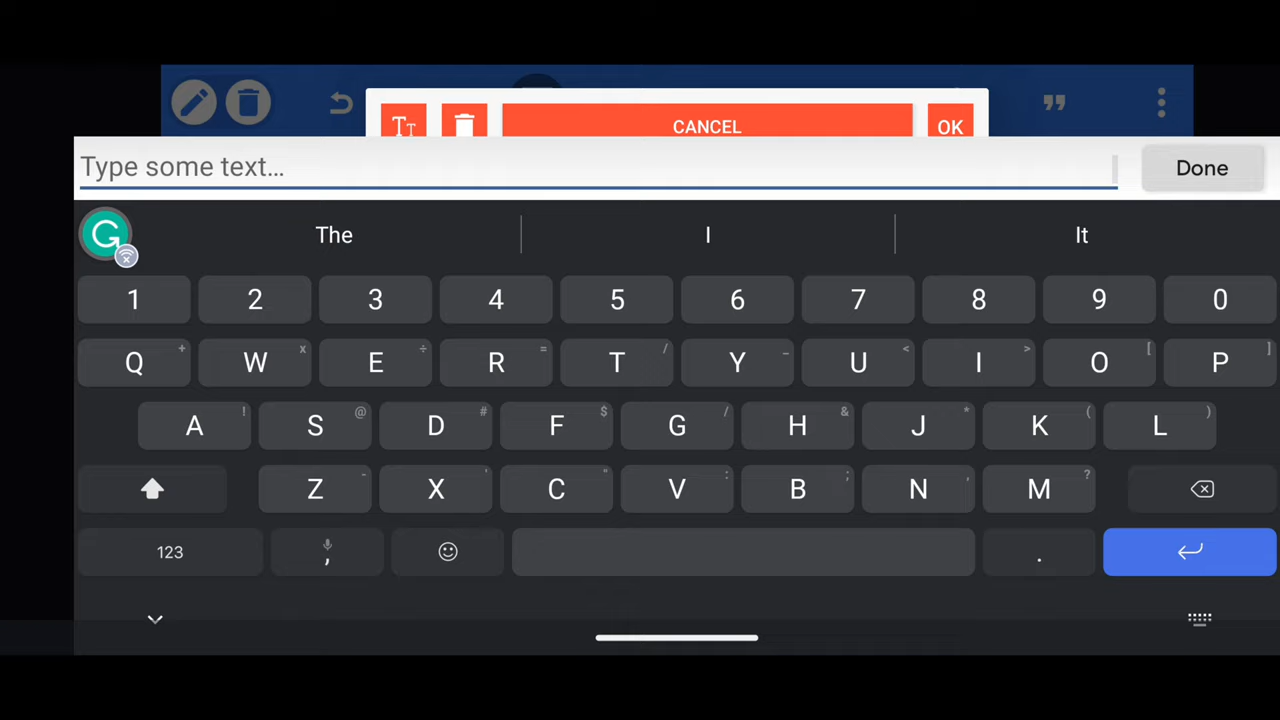 Tт CANCEL OK ”
Type some text... Done
The I It
1 2 3 4 5 6 7 8 9 0
Q + W x E ÷ R = T / Y _ U < I > O [ P ]
A ! S @ D # F $ G / H & J * K ( L )
Z - X ' C " V : B ; N , M ?
123 , .